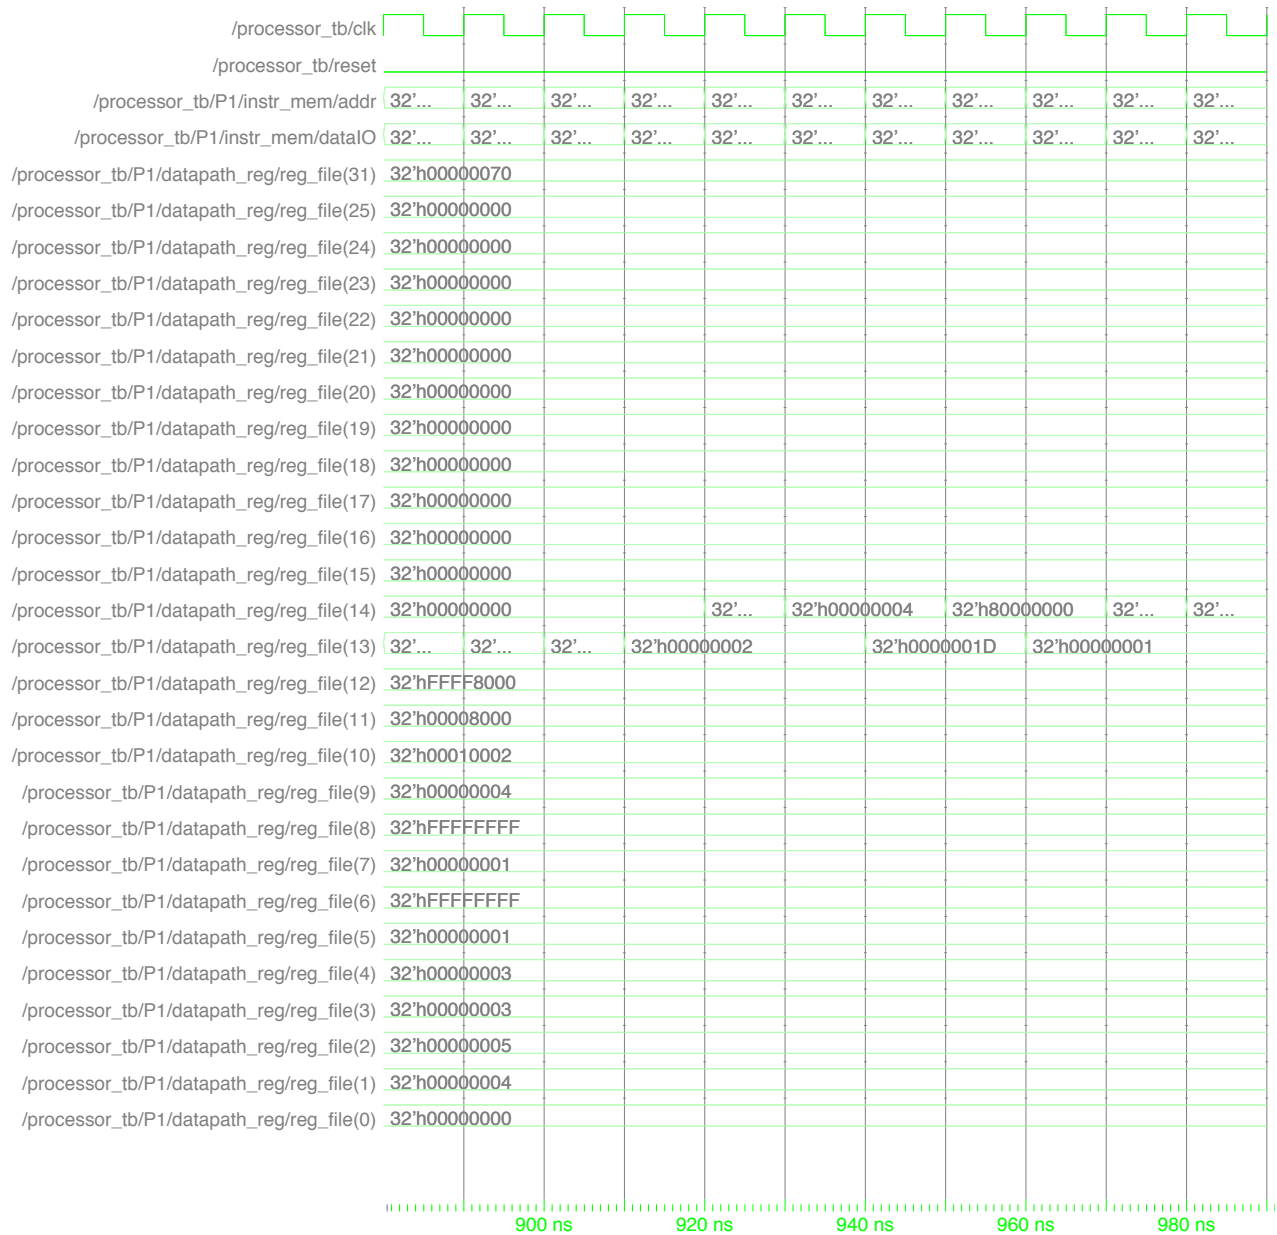 /processor_tb/clk
/processor_tb/reset
/processor_tb/P1/instr_mem/addr 32'... 32'... 32'... 32'... 32'... 32'... 32'... 32'... 32'... 32'... 32'...
/processor_tb/P1/instr_mem/dataIO 32'... 32'... 32'... 32'... 32'... 32'... 32'... 32'... 32'... 32'... 32'...
/processor_tb/P1/datapath_reg/reg_file(31) 32'h00000070
/processor_tb/P1/datapath_reg/reg_file(25) 32'h00000000
/processor_tb/P1/datapath_reg/reg_file(24) 32'h00000000
/processor_tb/P1/datapath_reg/reg_file(23) 32'h00000000
/processor_tb/P1/datapath_reg/reg_file(22) 32'h00000000
/processor_tb/P1/datapath_reg/reg_file(21) 32'h00000000
/processor_tb/P1/datapath_reg/reg_file(20) 32'h00000000
/processor_tb/P1/datapath_reg/reg_file(19) 32'h00000000
/processor_tb/P1/datapath_reg/reg_file(18) 32'h00000000
/processor_tb/P1/datapath_reg/reg_file(17) 32'h00000000
/processor_tb/P1/datapath_reg/reg_file(16) 32'h00000000
/processor_tb/P1/datapath_reg/reg_file(15) 32'h00000000
/processor_tb/P1/datapath_reg/reg_file(14) 32'h00000000 32'... 32'h00000004 32'h80000000 32'... 32'...
/processor_tb/P1/datapath_reg/reg_file(13) 32'... 32'... 32'... 32'h00000002 32'h0000001D 32'h00000001
/processor_tb/P1/datapath_reg/reg_file(12) 32'hFFFF8000
/processor_tb/P1/datapath_reg/reg_file(11) 32'h00008000
/processor_tb/P1/datapath_reg/reg_file(10) 32'h00010002
/processor_tb/P1/datapath_reg/reg_file(9) 32'h00000004
/processor_tb/P1/datapath_reg/reg_file(8) 32'hFFFFFFFF
/processor_tb/P1/datapath_reg/reg_file(7) 32'h00000001
/processor_tb/P1/datapath_reg/reg_file(6) 32'hFFFFFFFF
/processor_tb/P1/datapath_reg/reg_file(5) 32'h00000001
/processor_tb/P1/datapath_reg/reg_file(4) 32'h00000003
/processor_tb/P1/datapath_reg/reg_file(3) 32'h00000003
/processor_tb/P1/datapath_reg/reg_file(2) 32'h00000005
/processor_tb/P1/datapath_reg/reg_file(1) 32'h00000004
/processor_tb/P1/datapath_reg/reg_file(0) 32'h00000000
900 ns 920 ns 940 ns 960 ns 980 ns